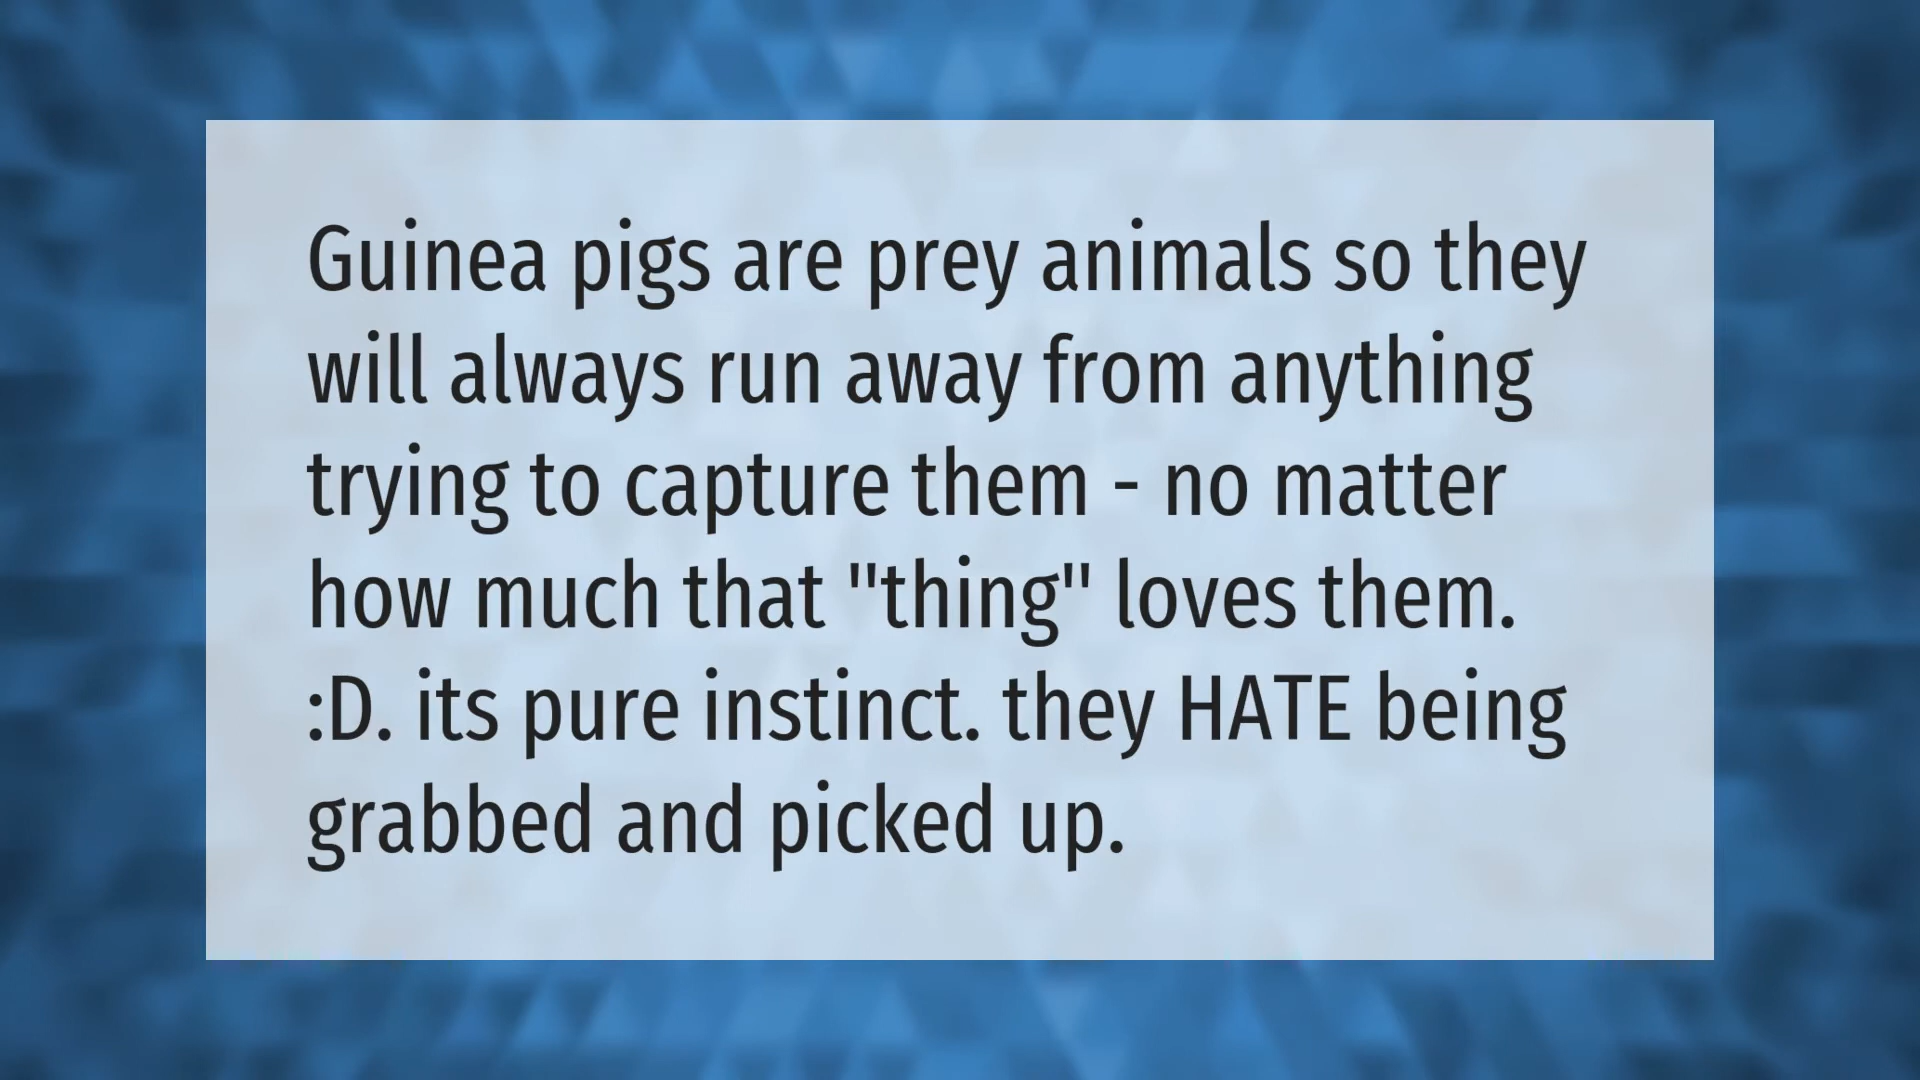 Guinea pigs are prey animals so they
will always run away from anything
trying to capture them - no matter
how much that "thing" loves them.
:D. its pure instinct. they HATE being
grabbed and picked up.